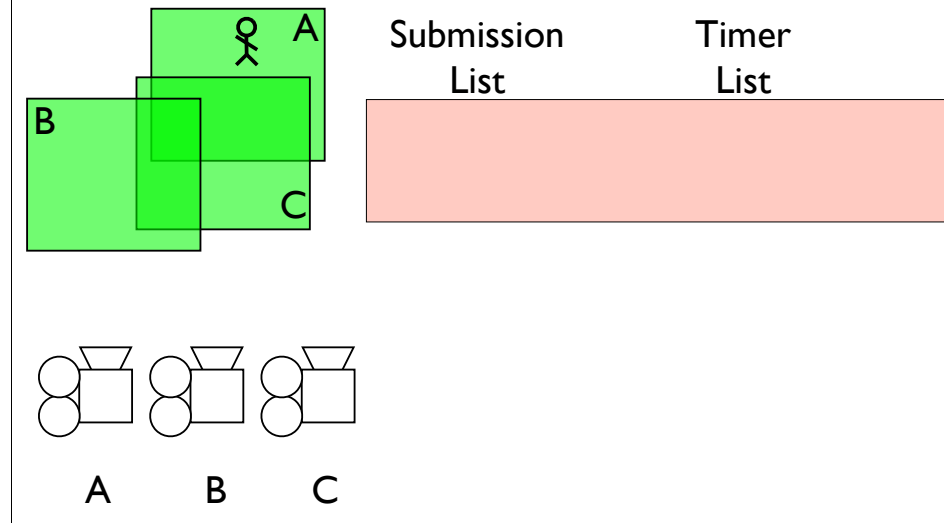 A
Submission
List
Timer
List
B
C
A B C